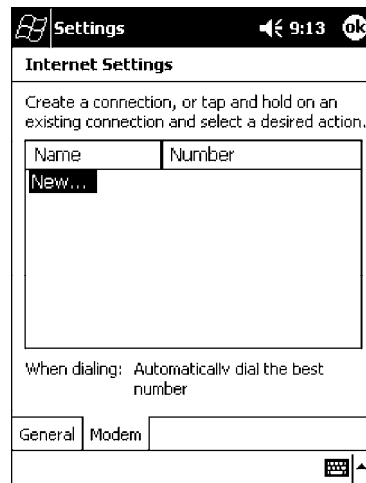 Settings 9:13 ok
Internet Settings
Create a connection, or tap and hold on an
existing connection and select a desired action.
Name Number
New...
When dialing: Automatically dial the best
number
General Modem